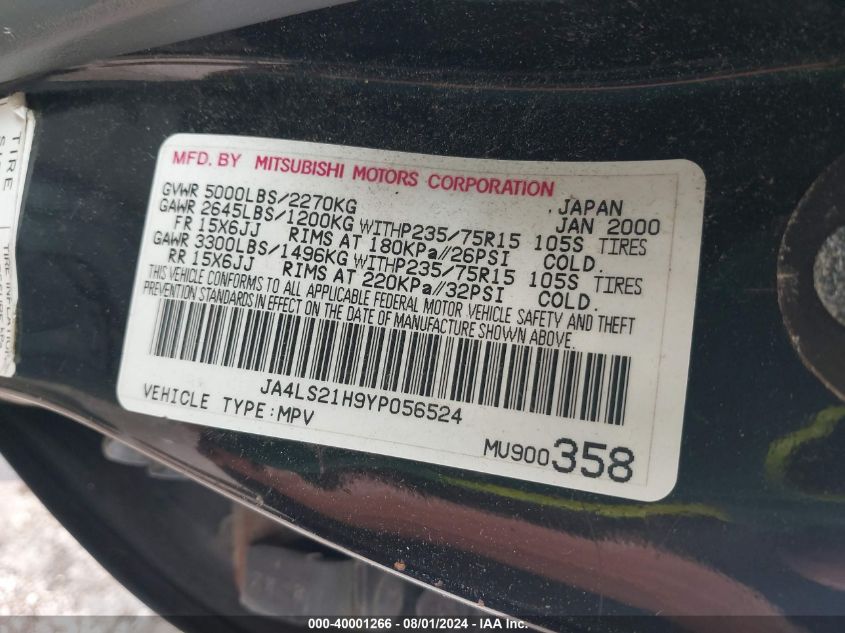 MFD. BY MITSUBISHI MOTORS CORPORATION
GVWR 5000LBS/2270KG JAPAN
GAWR 2645LBS/1200KG WITHP235/75R15 105S TIRES JAN 2000
FR 15X6JJ RIMS AT 180KPa//26PSI COLD.
GAWR 3300LBS/1496KG WITHP235/75R15 105S TIRES
RR 15X6JJ RIMS AT 220KPa//32PSI COLD.
THIS VEHICLE CONFORMS TO ALL APPLICABLE FEDERAL MOTOR VEHICLE SAFETY AND THEFT
PREVENTION STANDARDS IN EFFECT ON THE DATE OF MANUFACTURE SHOWN ABOVE.
JA4LS21H9YP056524
VEHICLE TYPE:MPV
MU900358
TIRE
000-40001266 - 08/01/2024 - IAAI.com